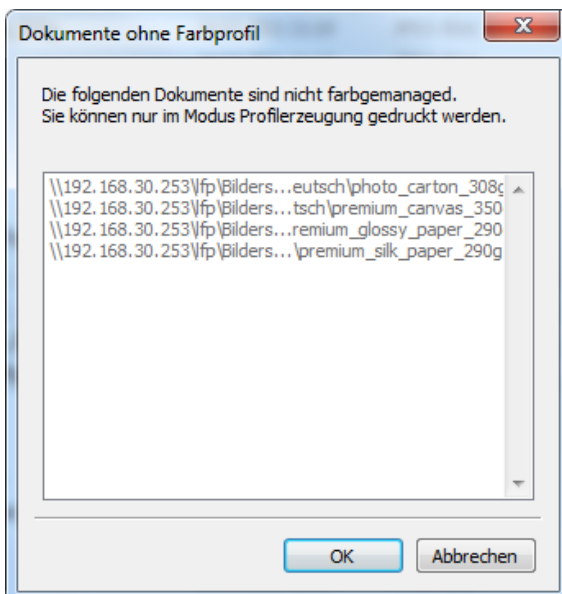 Dokumente ohne Farbprofil
Die folgenden Dokumente sind nicht farbgemanaged.
Sie können nur im Modus Profilerzeugung gedruckt werden.
\\192.168.30.253\lfp\Bilders...eutsch\photo_carton_308g
\\192.168.30.253\lfp\Bilders...tsch\premium_canvas_350
\\192.168.30.253\lfp\Bilders...remium_glossy_paper_290
\\192.168.30.253\lfp\Bilders...\premium_silk_paper_290g
OK
Abbrechen